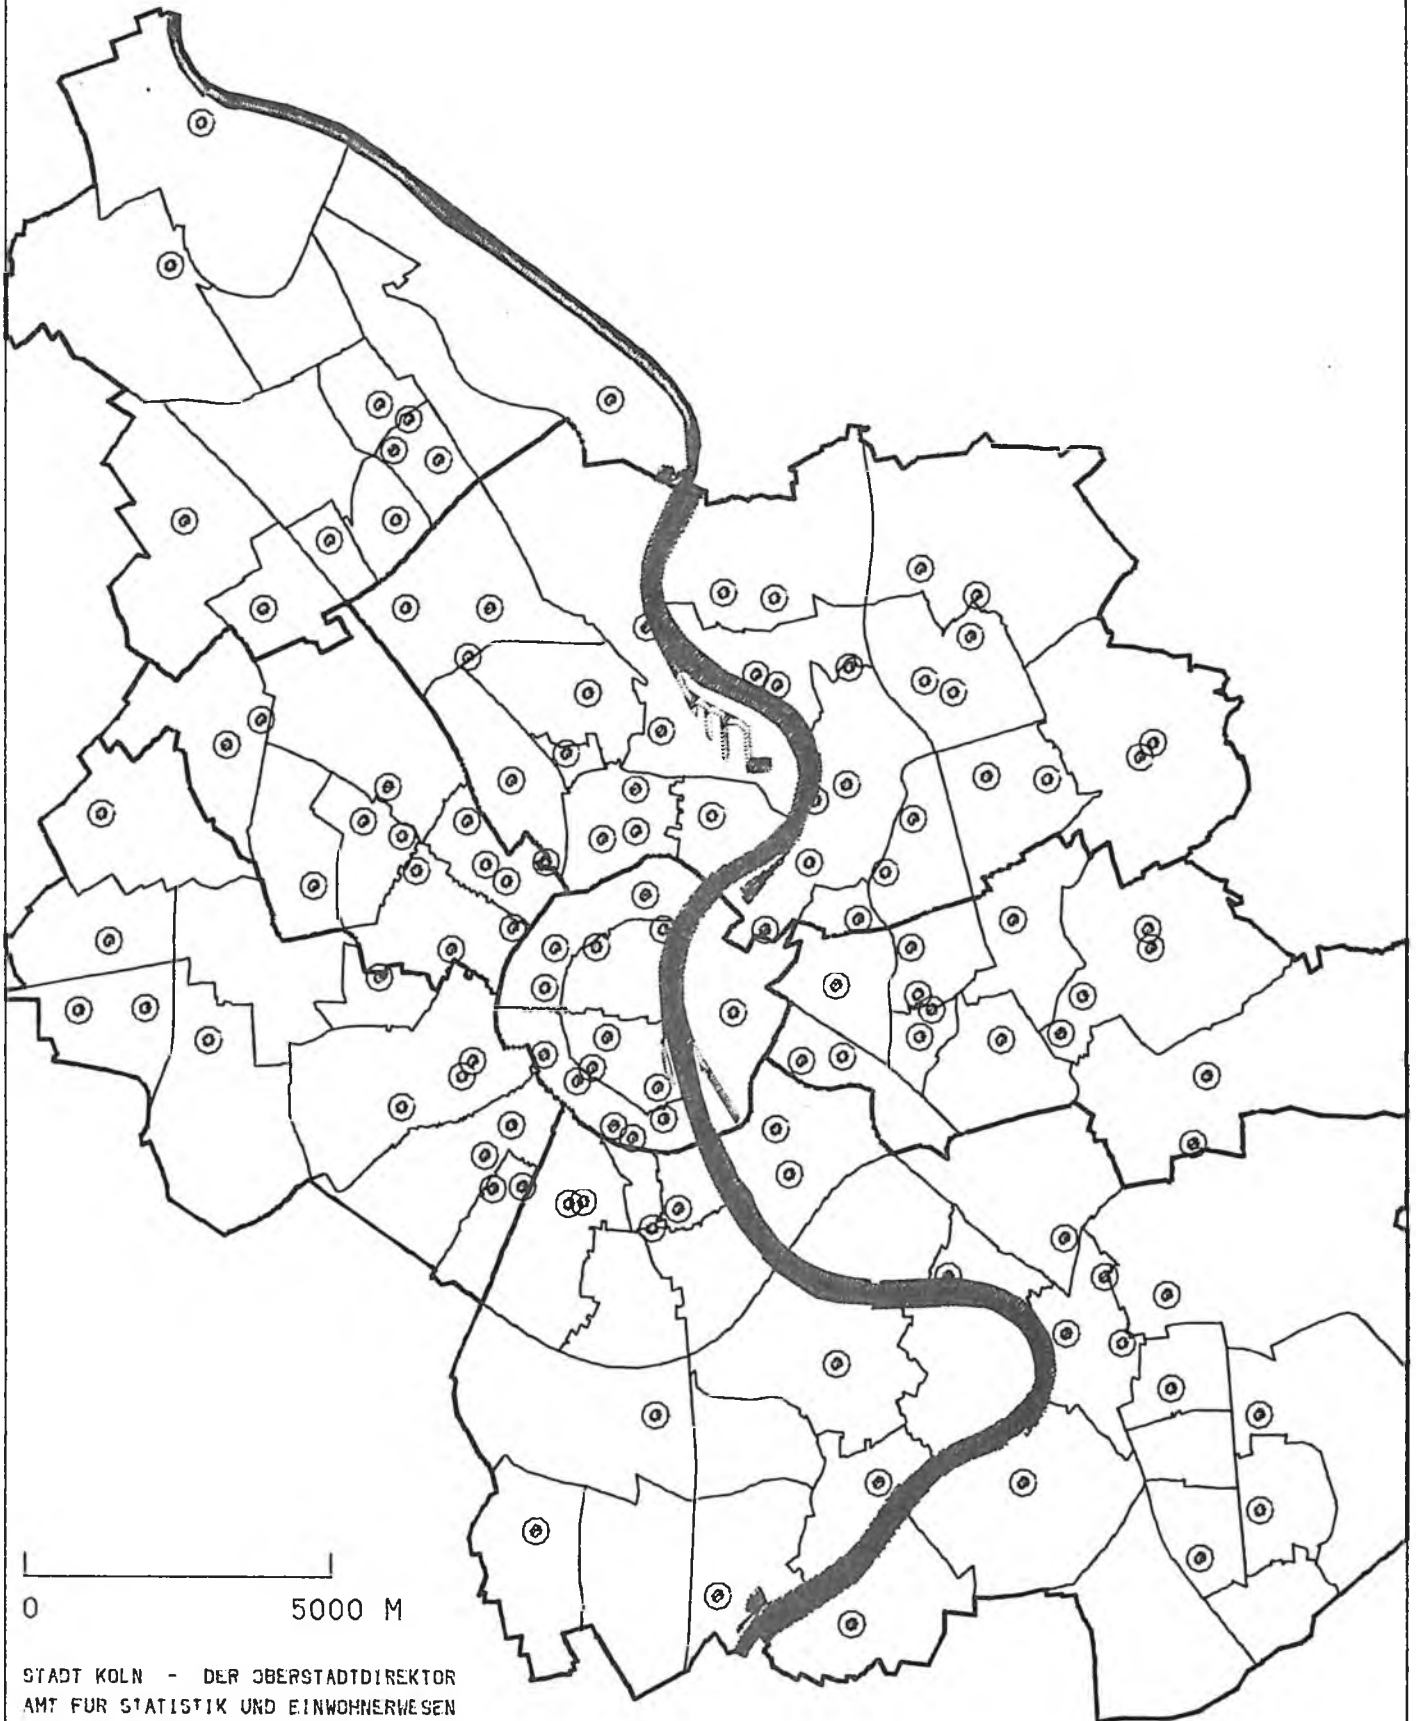 0 5000 M
STADT KOLN - DER OBERSTADTDIREKTOR
AMT FUR STATISTIK UND EINWOHNERWESEN